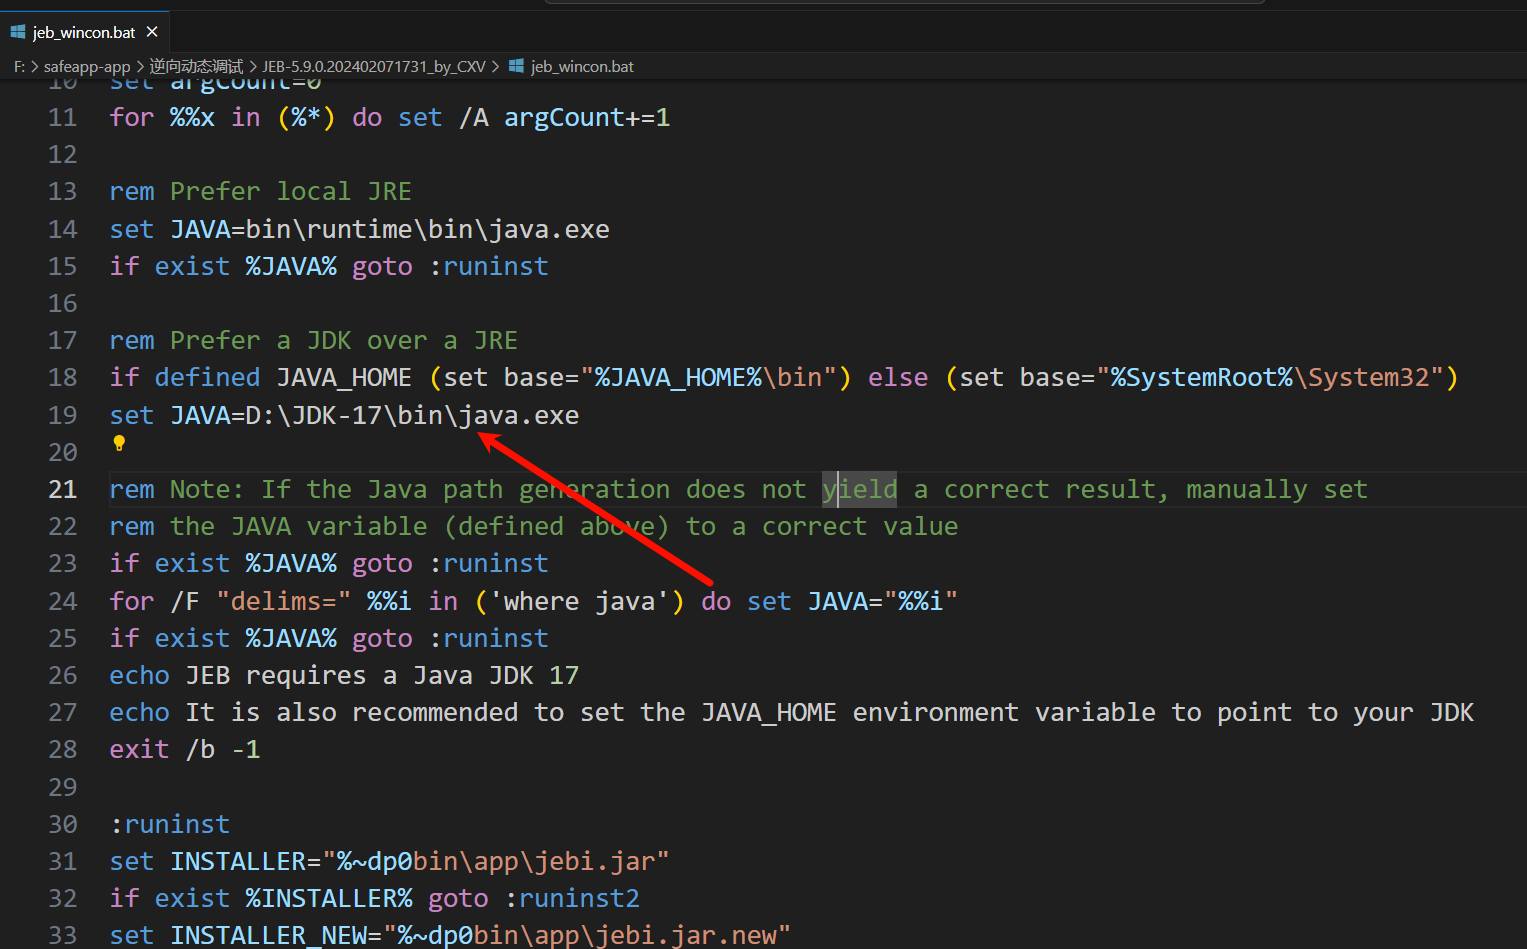 jeb_wincon.bat ×
F: > safeapp-app > 逆向动态调试 > JEB-5.9.0.202402071731_by_CXV > jeb_wincon.bat
10 set argCount=0
11 for %%x in (%*) do set /A argCount+=1
12
13 rem Prefer local JRE
14 set JAVA=bin\runtime\bin\java.exe
15 if exist %JAVA% goto :runinst
16
17 rem Prefer a JDK over a JRE
18 if defined JAVA_HOME (set base="%JAVA_HOME%\bin") else (set base="%SystemRoot%\System32")
19 set JAVA=D:\JDK-17\bin\java.exe
20
21 rem Note: If the Java path generation does not yield a correct result, manually set
22 rem the JAVA variable (defined above) to a correct value
23 if exist %JAVA% goto :runinst
24 for /F "delims=" %%i in ('where java') do set JAVA="%%i"
25 if exist %JAVA% goto :runinst
26 echo JEB requires a Java JDK 17
27 echo It is also recommended to set the JAVA_HOME environment variable to point to your JDK
28 exit /b -1
29
30 :runinst
31 set INSTALLER="%~dp0bin\app\jebi.jar"
32 if exist %INSTALLER% goto :runinst2
33 set INSTALLER_NEW="%~dp0bin\app\jebi.jar.new"